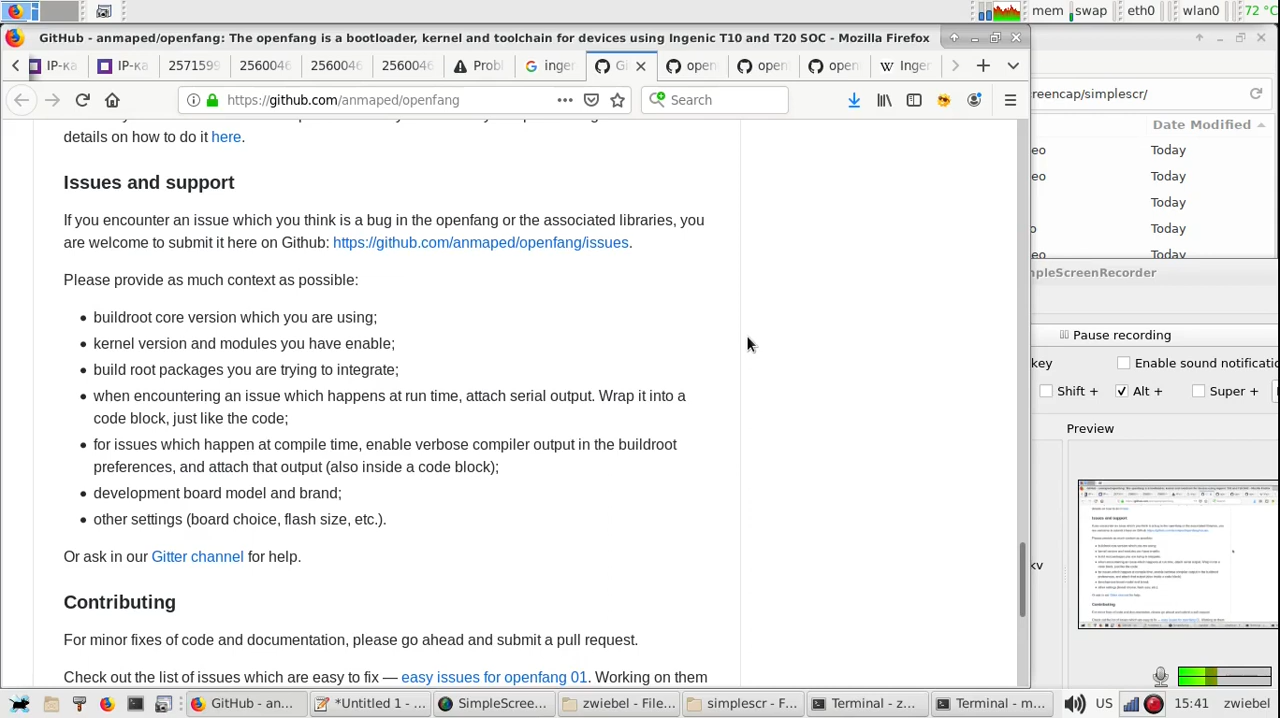 mem
swap
eth0
wlan0
72 °C
GitHub - anmaped/openfang: The openfang is a bootloader, kernel and toolchain for devices using Ingenic T10 and T20 SOC - Mozilla Firefox
IP-ка
IP-ка
2571599
2560046
2560046
2560046
Probl
inger
Gi
open
open
open
Inger
https://github.com/anmaped/openfang
Search
reencap/simplescr/
Date Modified
details on how to do it here.
eo Today
eo Today
Today
o Today
eo Today
Issues and support
If you encounter an issue which you think is a bug in the openfang or the associated libraries, you
are welcome to submit it here on Github: https://github.com/anmaped/openfang/issues.
Please provide as much context as possible:
• buildroot core version which you are using;
• kernel version and modules you have enable;
• build root packages you are trying to integrate;
• when encountering an issue which happens at run time, attach serial output. Wrap it into a
code block, just like the code;
• for issues which happen at compile time, enable verbose compiler output in the buildroot
preferences, and attach that output (also inside a code block);
• development board model and brand;
• other settings (board choice, flash size, etc.).
Or ask in our Gitter channel for help.
Contributing
For minor fixes of code and documentation, please go ahead and submit a pull request.
Check out the list of issues which are easy to fix — easy issues for openfang 01. Working on them
mpleScreenRecorder
Pause recording
key
Enable sound notificatio
Shift +
Alt +
Super +
Preview
kv
GitHub - an...
*Untitled 1 - ...
SimpleScree...
zwiebel - File...
simplescr - F...
Terminal - z...
Terminal - m...
US
15:41
zwiebel